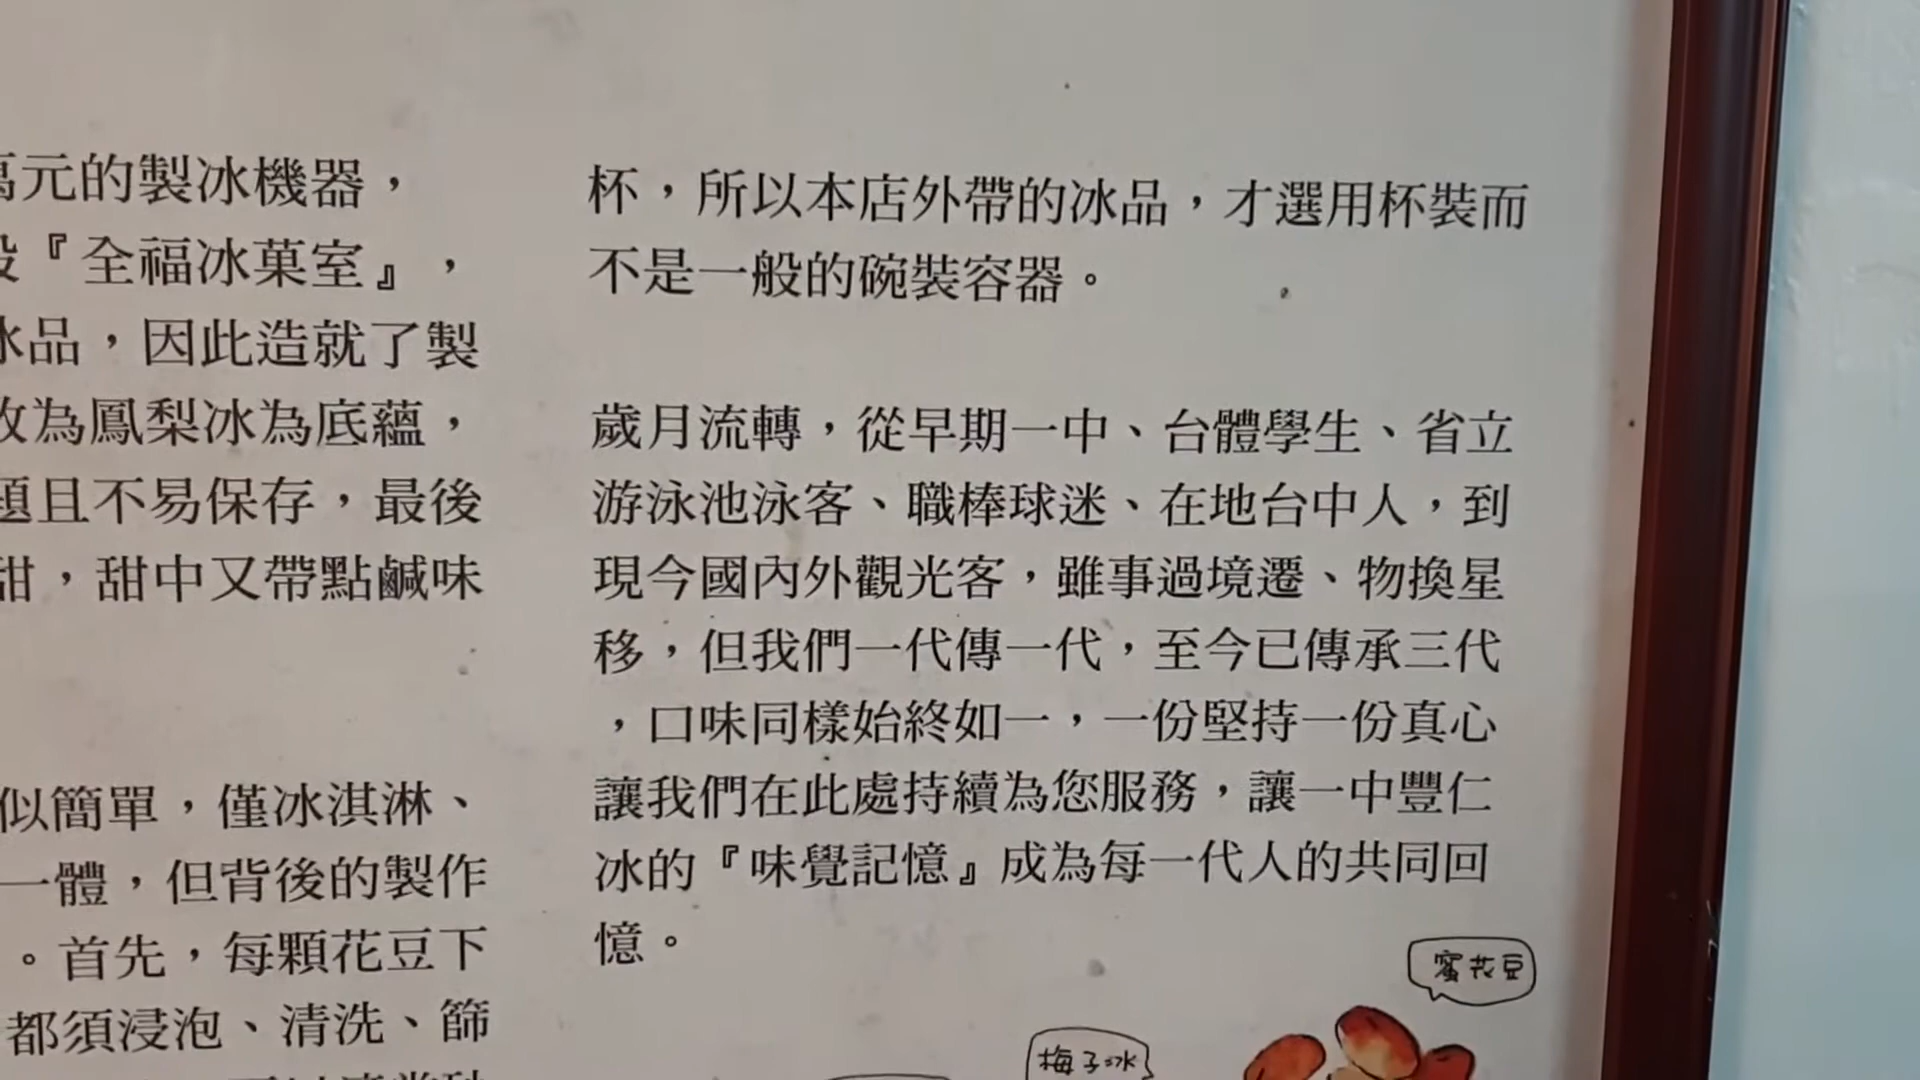 元的製冰機器，
『全福冰菓室』，
冰品，因此造就了製
改為鳳梨冰為底蘊，
題且不易保存，最後
甜，甜中又帶點鹹味
似簡單，僅冰淇淋、
一體，但背後的製作
。首先，每顆花豆下
都須浸泡、清洗、篩
杯，所以本店外帶的冰品，才選用杯裝而
不是一般的碗裝容器。
歲月流轉，從早期一中、台體學生、省立
游泳池泳客、職棒球迷、在地台中人，到
現今國內外觀光客，雖事過境遷、物換星
移，但我們一代傳一代，至今已傳承三代
，口味同樣始終如一，一份堅持一份真心
讓我們在此處持續為您服務，讓一中豐仁
冰的『味覺記憶』成為每一代人的共同回
憶。
蜜花豆
梅子冰